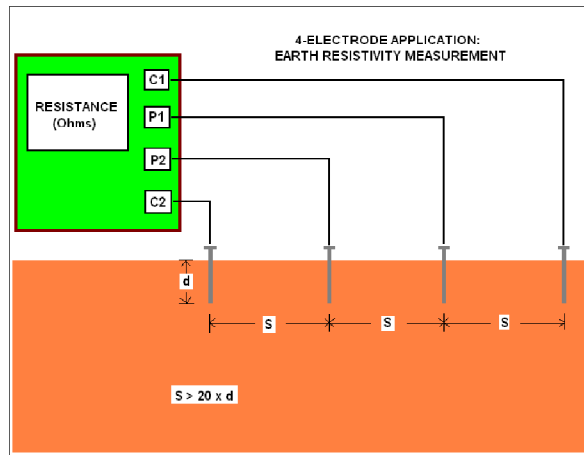 4-ELECTRODE APPLICATION:
EARTH RESISTIVITY MEASUREMENT
RESISTANCE
(Ohms)
C1
P1
P2
C2
d
S
S
S
S > 20 x d